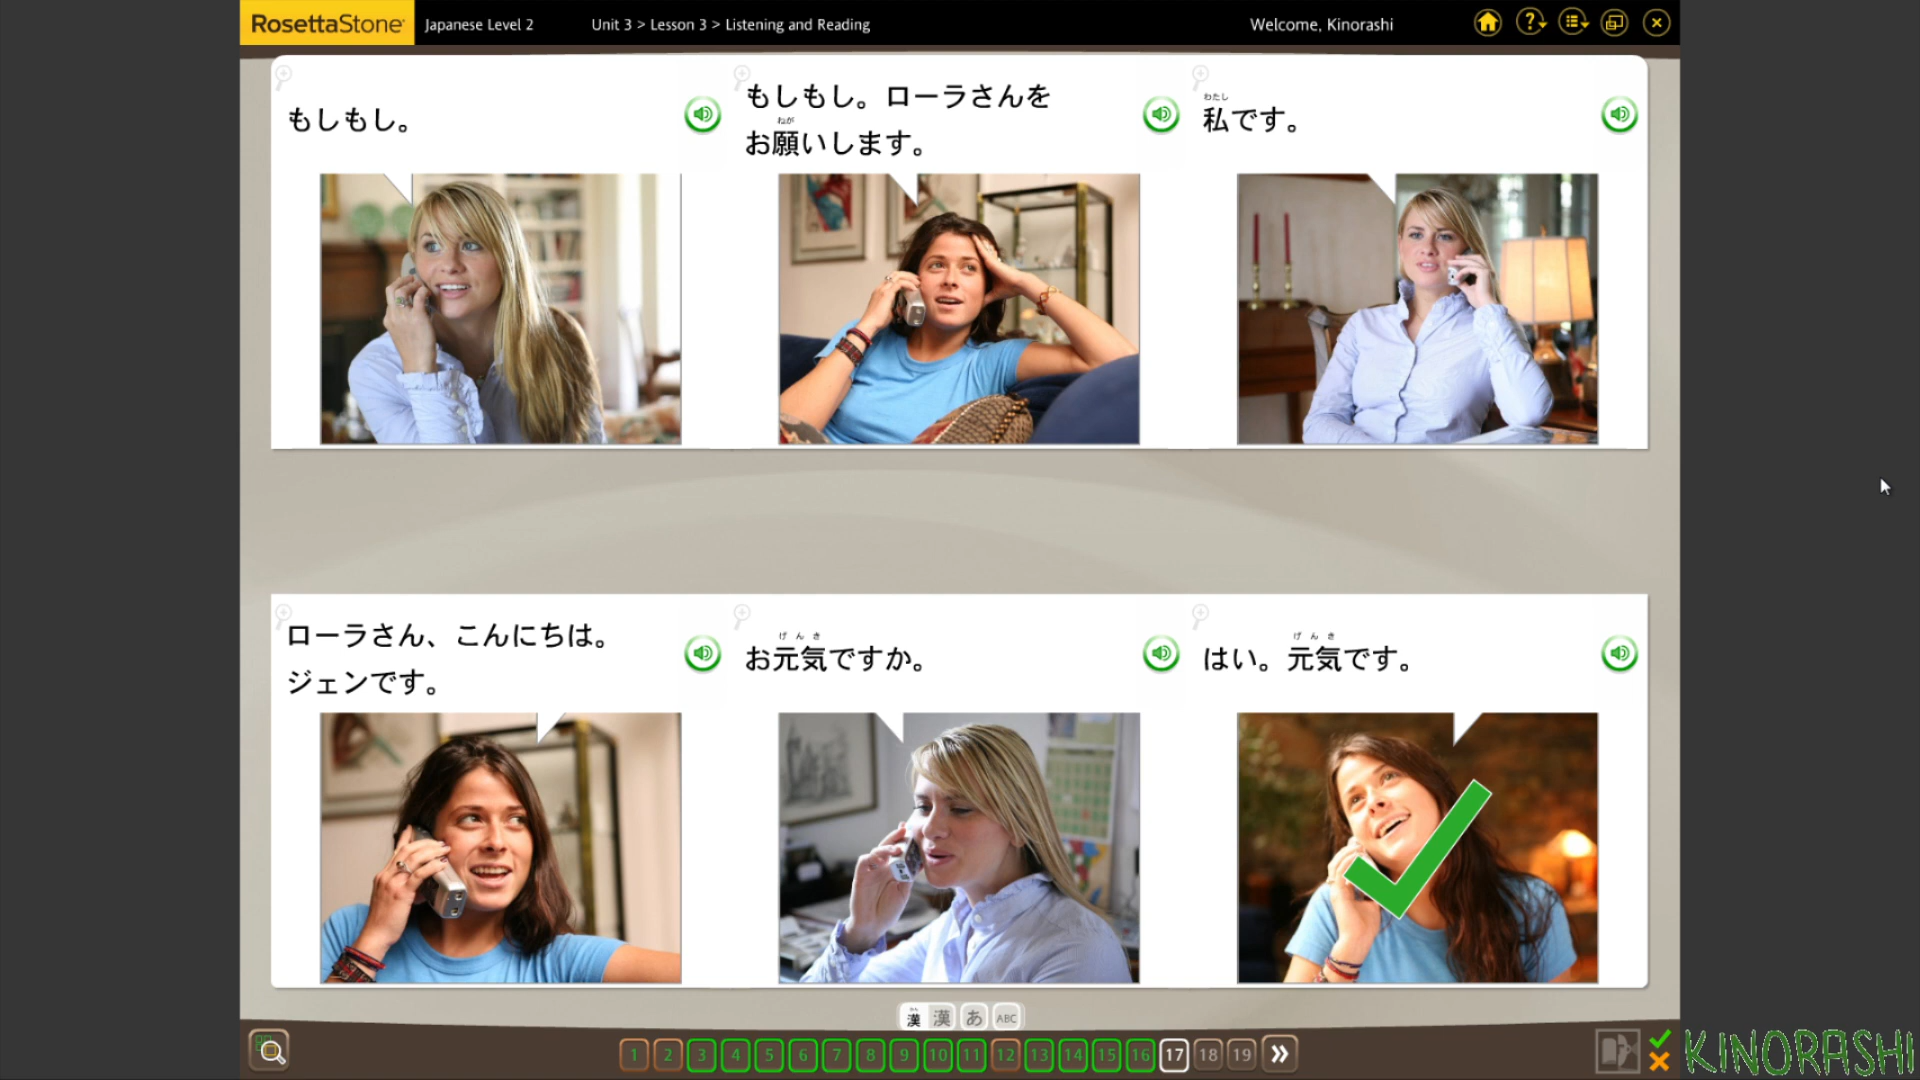 RosettaStone
Japanese Level 2
Unit 3 > Lesson 3 > Listening and Reading
Welcome, Kinorashi
もしもし。
もしもし。ローラさんを
ねが
お願いします。
わたし
私です。
ローラさん、こんにちは。
ジェンです。
げんき
お元気ですか。
げんき
はい。元気です。
漢 漢 あ ABC
1 2 3 4 5 6 7 8 9 10 11 12 13 14 15 16 17 18 19
KINORASHI